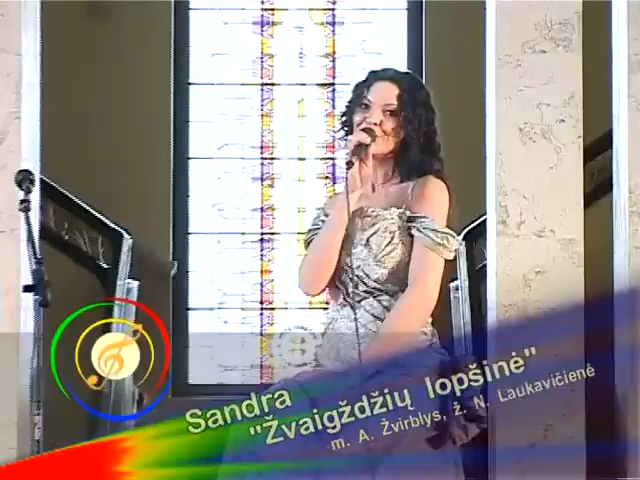 Sandra
"Žvaigždžių lopšinė"
m. A. Žvirblys, ž. N. Laukavičienė